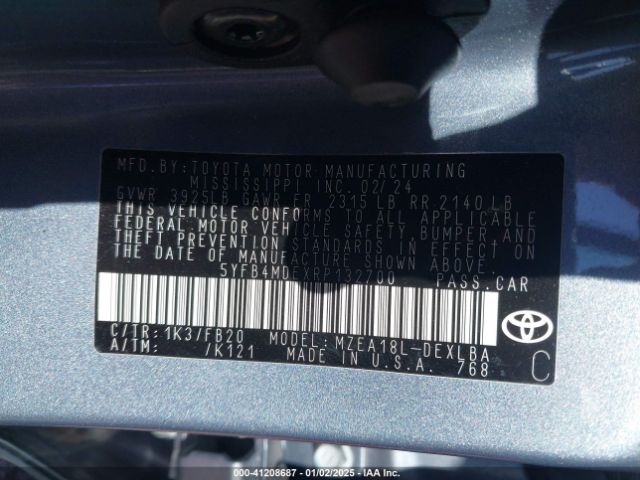 MFD.BY:TOYOTA MOTOR MANUFACTURING
MISSISSIPPI INC. 02/24
GVWR 3925LB GAWR FR 2315 LB RR 2140 LB
THIS VEHICLE CONFORMS TO ALL APPLICABLE
FEDERAL MOTOR VEHICLE SAFETY, BUMPER, AND
THEFT PREVENTION STANDARDS IN EFFECT ON
THE DATE OF MANUFACTURE SHOWN ABOVE.
5YFB4MDEXRP132700 PASS.CAR
C/TR: 1K3/FB20 MODEL: MZEA18L-DEXLBA
A/TM: /K121 MADE IN U.S.A. 768
C
000-41208687 - 01/02/2025 - IAA Inc.